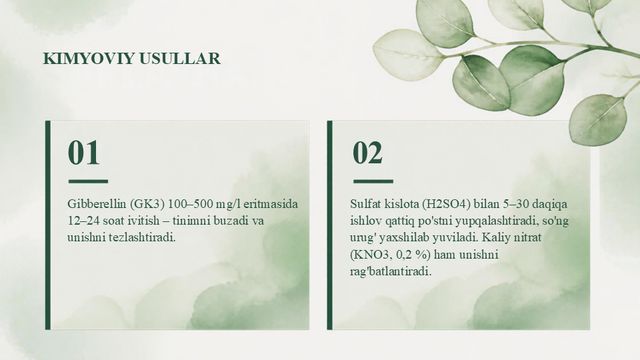 KIMYOVIY USULLAR
01
Gibberellin (GK3) 100–500 mg/l eritmasida
12–24 soat ivitish – tinimni buzadi va
unishni tezlashtiradi.
02
Sulfat kislota (H2SO4) bilan 5–30 daqiqa
ishlov qattiq po'stni yupqalashtiradi, so'ng
urug' yaxshilab yuviladi. Kaliy nitrat
(KNO3, 0,2 %) ham unishni
rag'batlantiradi.